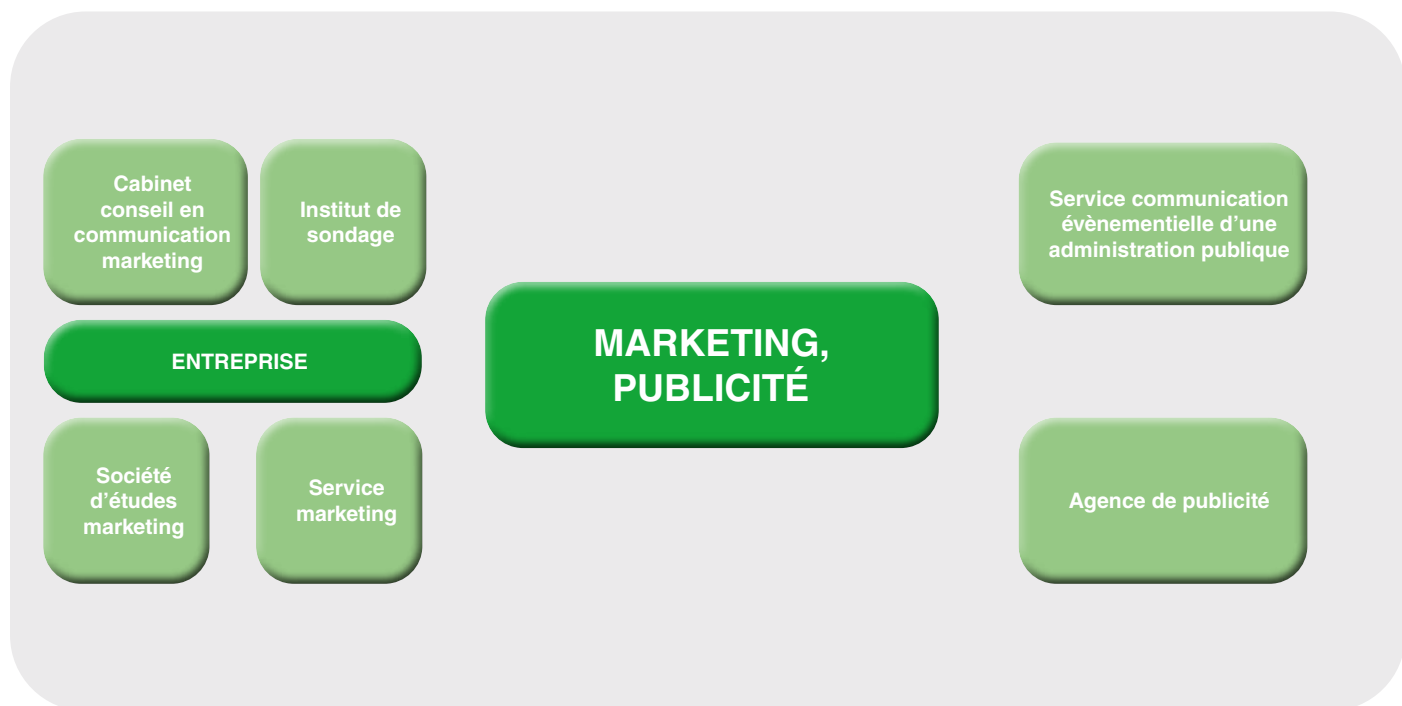 Cabinet
conseil en
communication
marketing
Institut de
sondage
ENTREPRISE
Société
d’études
marketing
Service
marketing
MARKETING,
PUBLICITÉ
Service communication
évènementielle d’une
administration publique
Agence de publicité